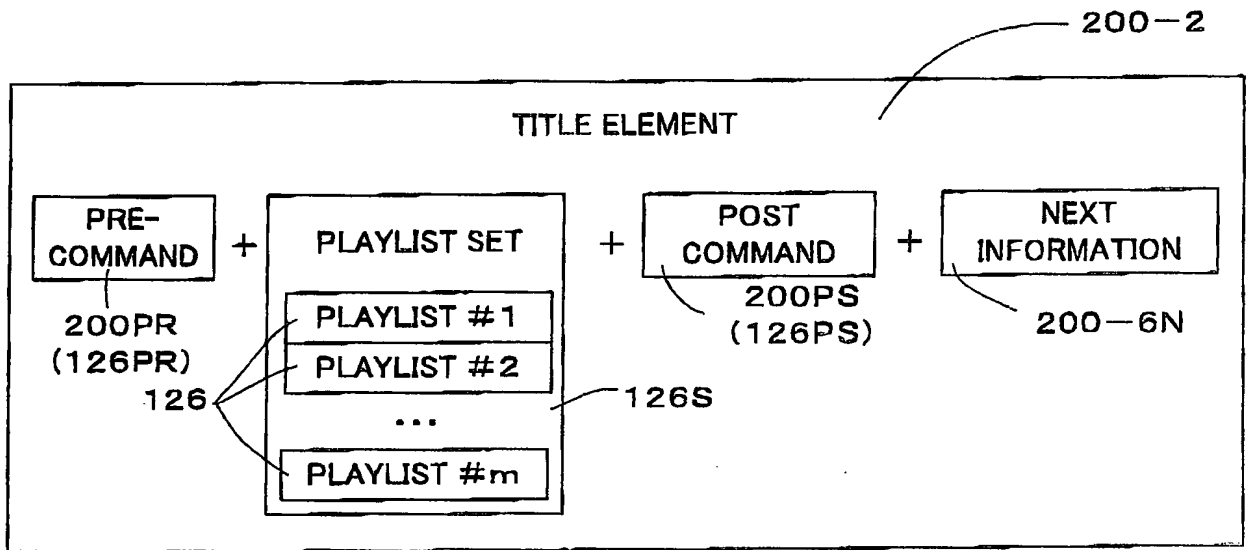 200-2
TITLE ELEMENT
PRE-
COMMAND
+
PLAYLIST SET
+
POST
COMMAND
+
NEXT
INFORMATION
200PR
(126PR)
126
PLAYLIST #1
PLAYLIST #2
...
PLAYLIST #m
126S
200PS
(126PS)
200-6N